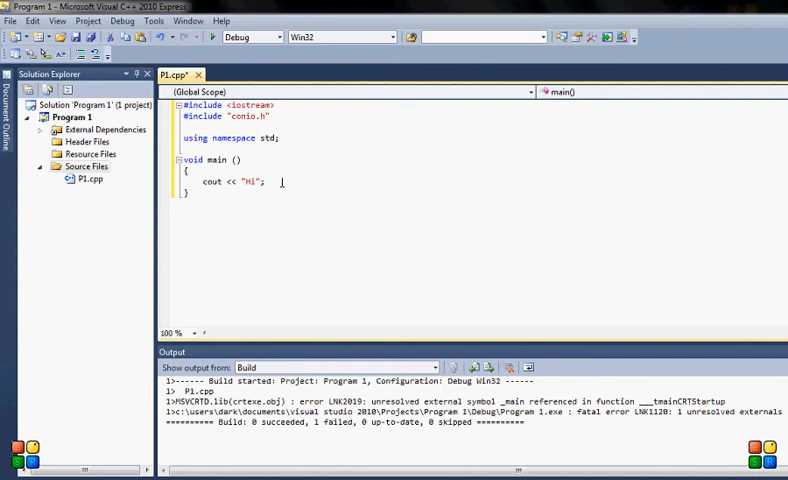 Program 1 - Microsoft Visual C++ 2010 Express
File Edit View Project Debug Tools Window Help
Debug Win32
Document Outline
Solution Explorer
Solution 'Program 1' (1 project)
Program 1
External Dependencies
Header Files
Resource Files
Source Files
P1.cpp
P1.cpp*
(Global Scope) main()
#include <iostream>
#include "conio.h"
using namespace std;
void main ()
{
cout << "Hi";
}
100 %
Output
Show output from: Build
1>------ Build started: Project: Program 1, Configuration: Debug Win32 ------
1> P1.cpp
1>MSVCRTD.lib(crtexe.obj) : error LNK2019: unresolved external symbol _main referenced in function ___tmainCRTStartup
1>c:\users\dark\documents\visual studio 2010\Projects\Program 1\Debug\Program 1.exe : fatal error LNK1120: 1 unresolved externals
========== Build: 0 succeeded, 1 failed, 0 up-to-date, 0 skipped ==========